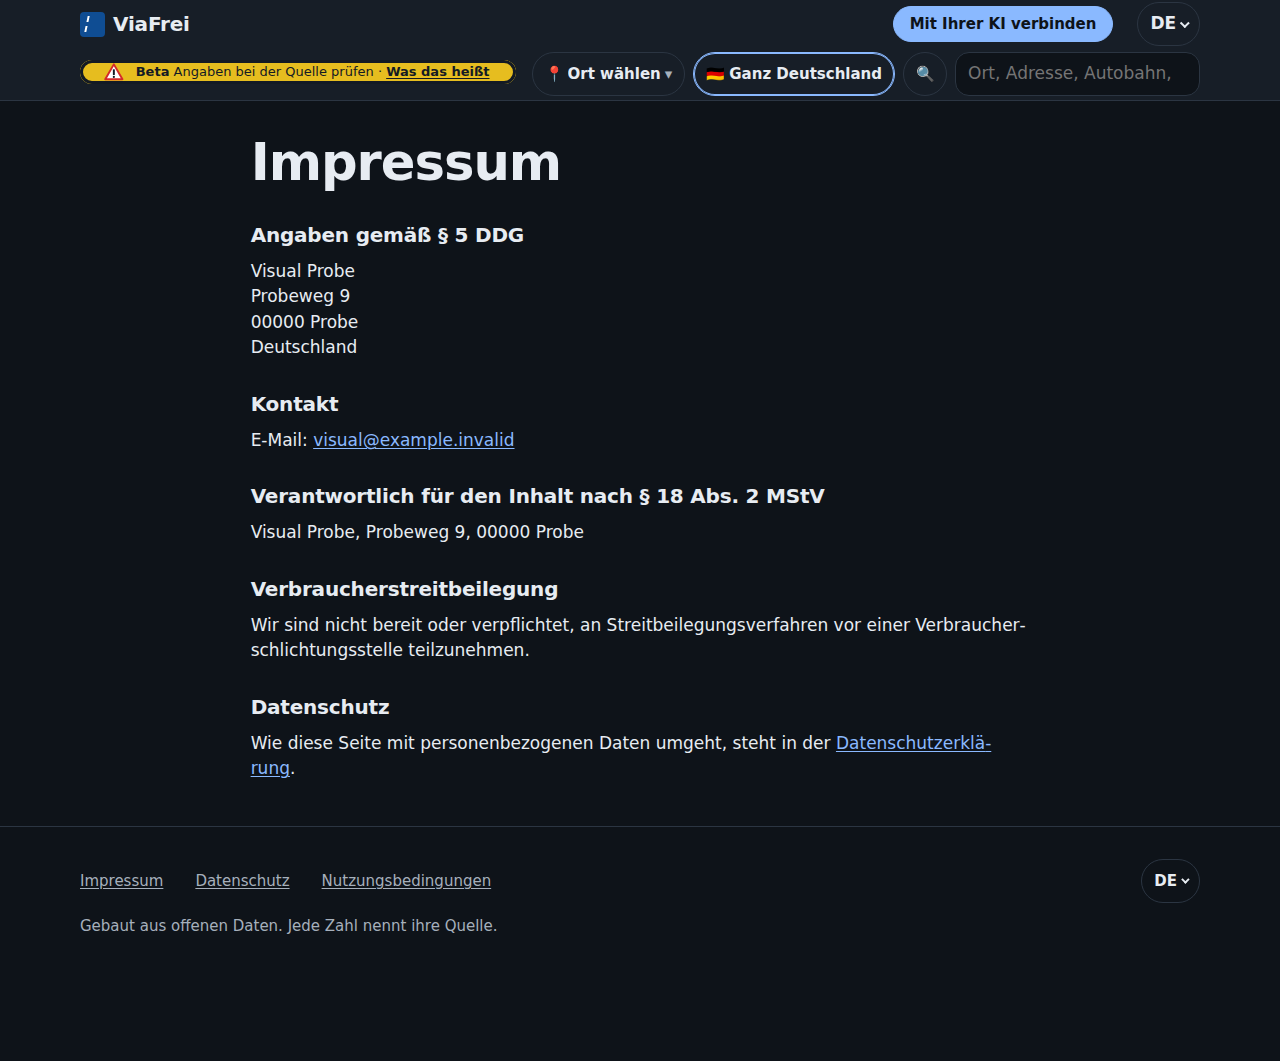 ViaFrei
Mit Ihrer KI verbinden
DE
Beta Angaben bei der Quelle prüfen · Was das heißt
Ort wählen ▾
Ganz Deutschland
Ort, Adresse, Autobahn,
Impressum
Angaben gemäß § 5 DDG
Visual Probe
Probeweg 9
00000 Probe
Deutschland
Kontakt
E-Mail: visual@example.invalid
Verantwortlich für den Inhalt nach § 18 Abs. 2 MStV
Visual Probe, Probeweg 9, 00000 Probe
Verbraucherstreitbeilegung
Wir sind nicht bereit oder verpflichtet, an Streitbeilegungsverfahren vor einer Verbraucher-
schlichtungsstelle teilzunehmen.
Datenschutz
Wie diese Seite mit personenbezogenen Daten umgeht, steht in der Datenschutzerklä-
rung.
Impressum
Datenschutz
Nutzungsbedingungen
DE
Gebaut aus offenen Daten. Jede Zahl nennt ihre Quelle.